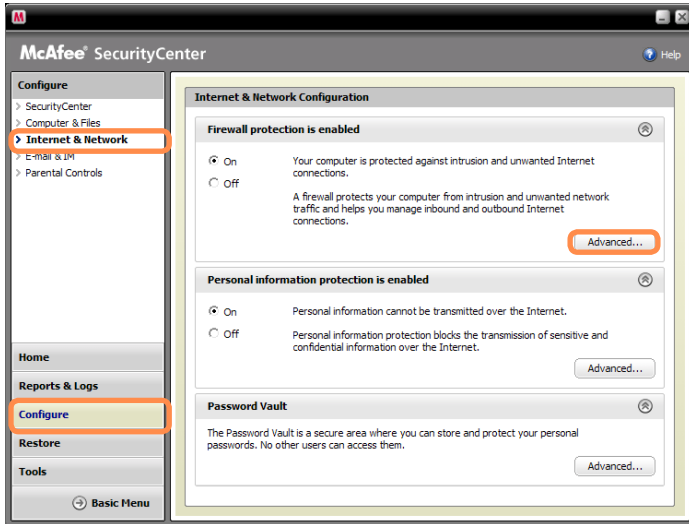 McAfee® SecurityCenter
Help
Configure
> SecurityCenter
> Computer & Files
> Internet & Network
> E-mail & IM
> Parental Controls
Home
Reports & Logs
Configure
Restore
Tools
Basic Menu
Internet & Network Configuration
Firewall protection is enabled
On
Off
Your computer is protected against intrusion and unwanted Internet
connections.
A firewall protects your computer from intrusion and unwanted network
traffic and helps you manage inbound and outbound Internet
connections.
Advanced...
Personal information protection is enabled
On
Off
Personal information cannot be transmitted over the Internet.
Personal information protection blocks the transmission of sensitive and
confidential information over the Internet.
Advanced...
Password Vault
The Password Vault is a secure area where you can store and protect your personal
passwords. No other users can access them.
Advanced...